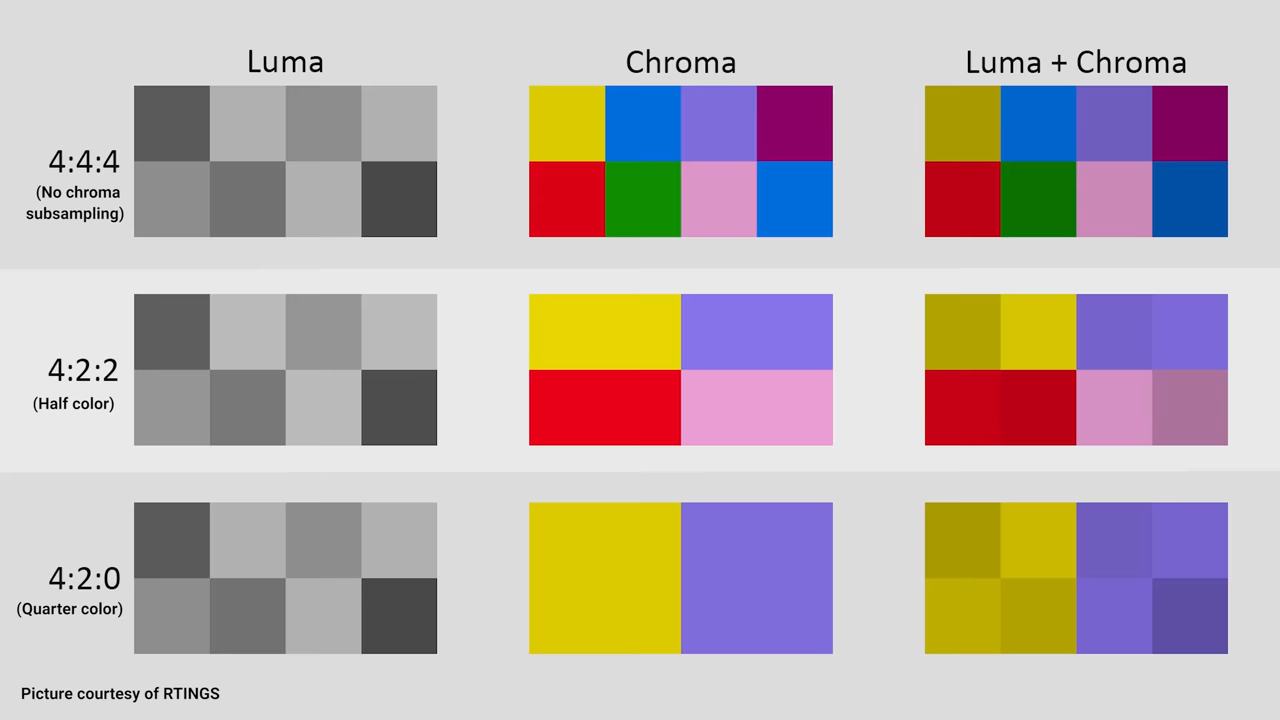 Luma
Chroma
Luma + Chroma
4:4:4
(No chroma
subsampling)
4:2:2
(Half color)
4:2:0
(Quarter color)
Picture courtesy of RTINGS